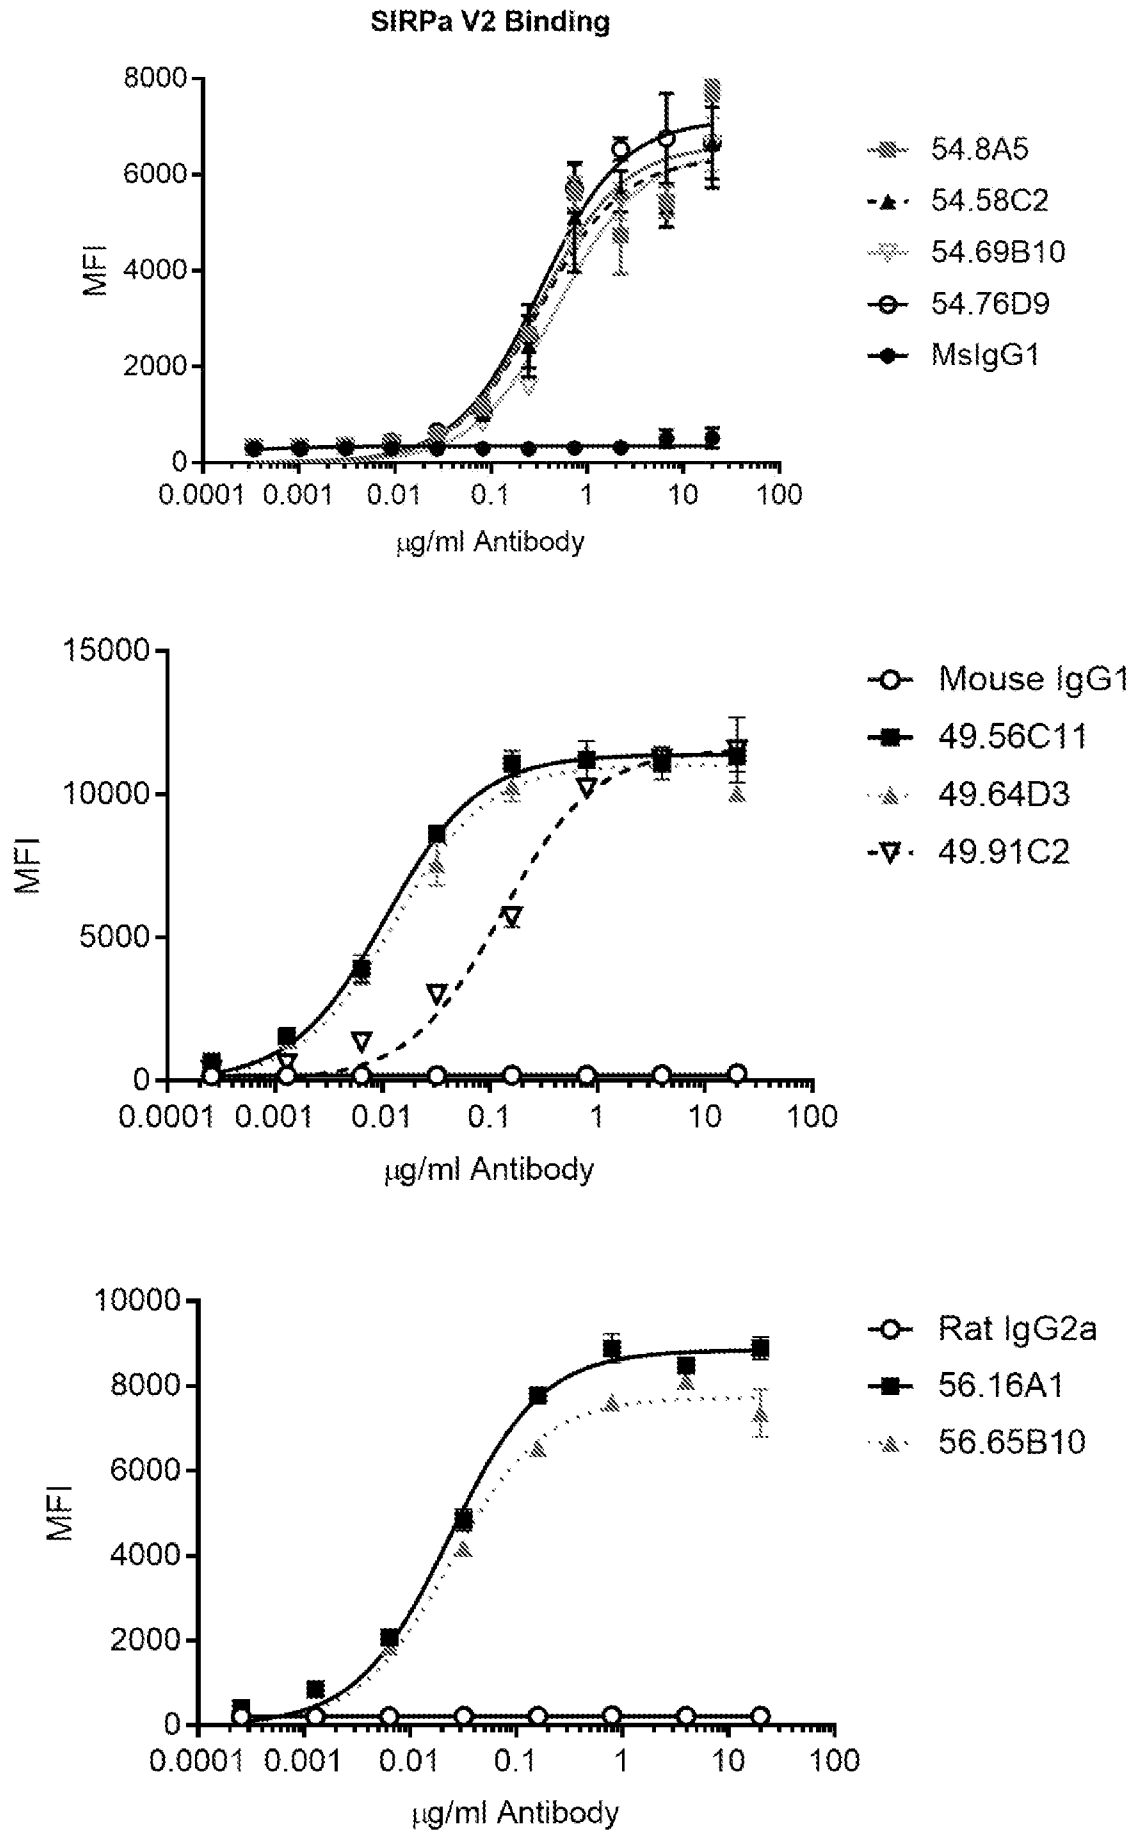 SIRPa V2 Binding
8000
6000
4000
2000
0
MFI
0.0001 0.001 0.01 0.1 1 10 100
µg/ml Antibody
54.8A5
54.58C2
54.69B10
54.76D9
MsIgG1
15000
10000
5000
0
MFI
0.0001 0.001 0.01 0.1 1 10 100
µg/ml Antibody
Mouse IgG1
49.56C11
49.64D3
49.91C2
10000
8000
6000
4000
2000
0
MFI
0.0001 0.001 0.01 0.1 1 10 100
µg/ml Antibody
Rat IgG2a
56.16A1
56.65B10